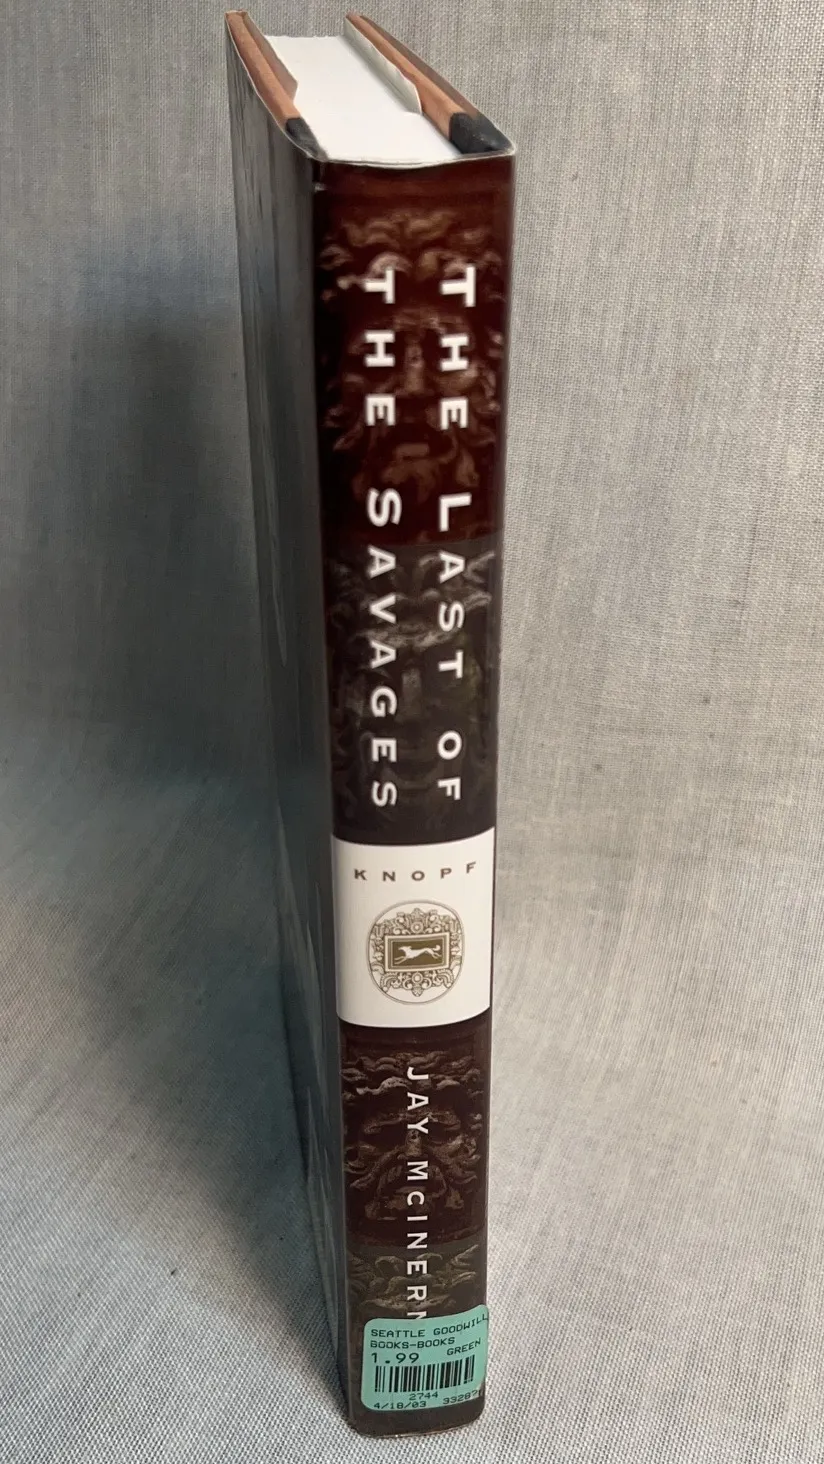 THE LAST OF
THE SAVAGES
KNOPF
JAY MCINERN
SEATTLE GOODWILL
BOOKS-BOOKS
1.99 GREEN
2744
4/18/03 33287